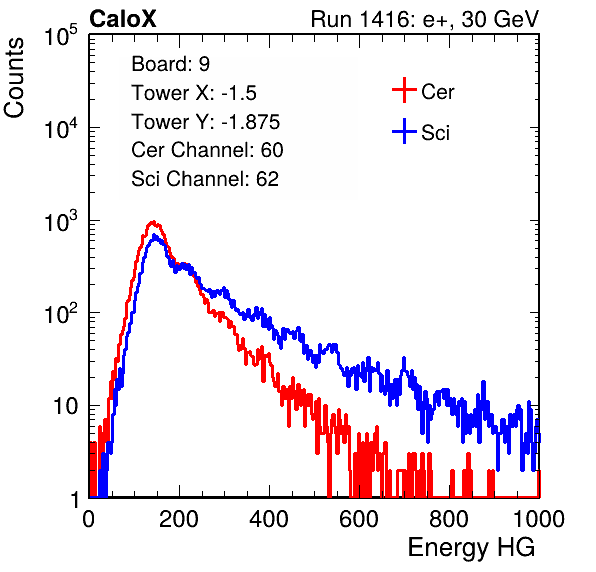 CaloX Run 1416: e+, 30 GeV
Counts
10^5
10^4
10^3
10^2
10
1
Board: 9
Tower X: -1.5
Tower Y: -1.875
Cer Channel: 60
Sci Channel: 62
Cer
Sci
0 200 400 600 800 1000
Energy HG